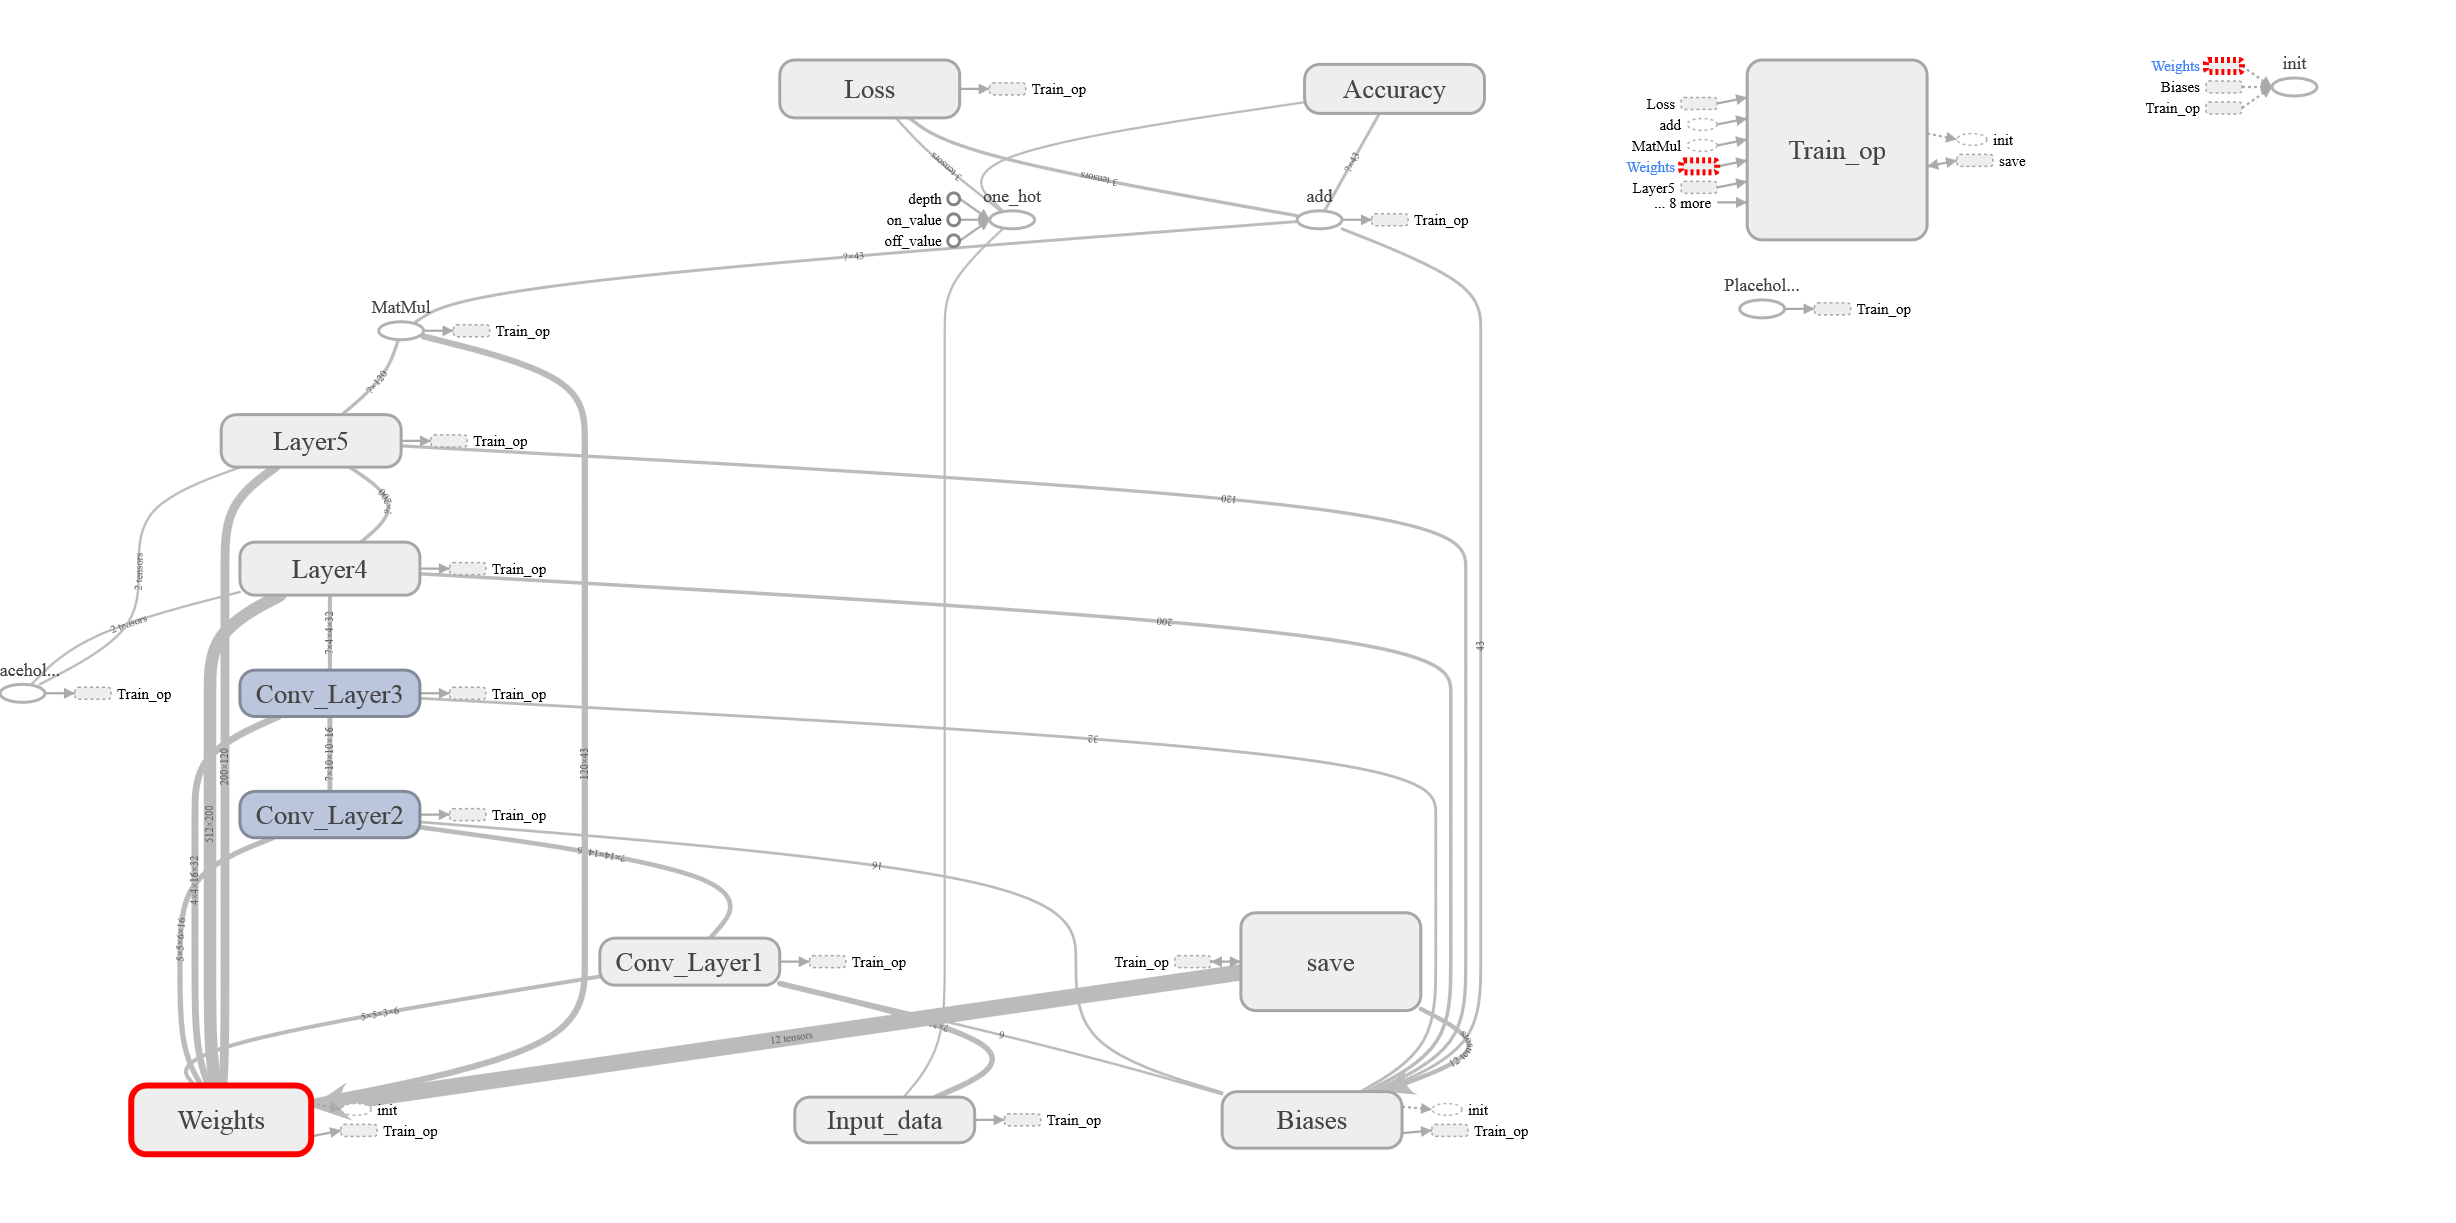 Loss
Train_op
Accuracy
3 tensors
3 tensors
?×43
depth
on_value
off_value
one_hot
add
Train_op
?×43
MatMul
Train_op
?×120
Layer5
Train_op
120
?×200
2 tensors
Layer4
Train_op
200
43
2 tensors
?×4×4×32
acehol...
Train_op
Conv_Layer3
Train_op
32
?×10×10×16
200×120
120×43
512×200
Conv_Layer2
Train_op
?×14×14×6
16
4×4×16×32
5×5×6×16
Conv_Layer1
Train_op
Train_op
save
5×5×3×6
12 tensors
6
12 tensors
Weights
init
Train_op
Input_data
Train_op
Biases
init
Train_op
Loss
add
MatMul
Weights
Layer5
... 8 more
Train_op
init
save
Placehol...
Train_op
Weights
Biases
Train_op
init